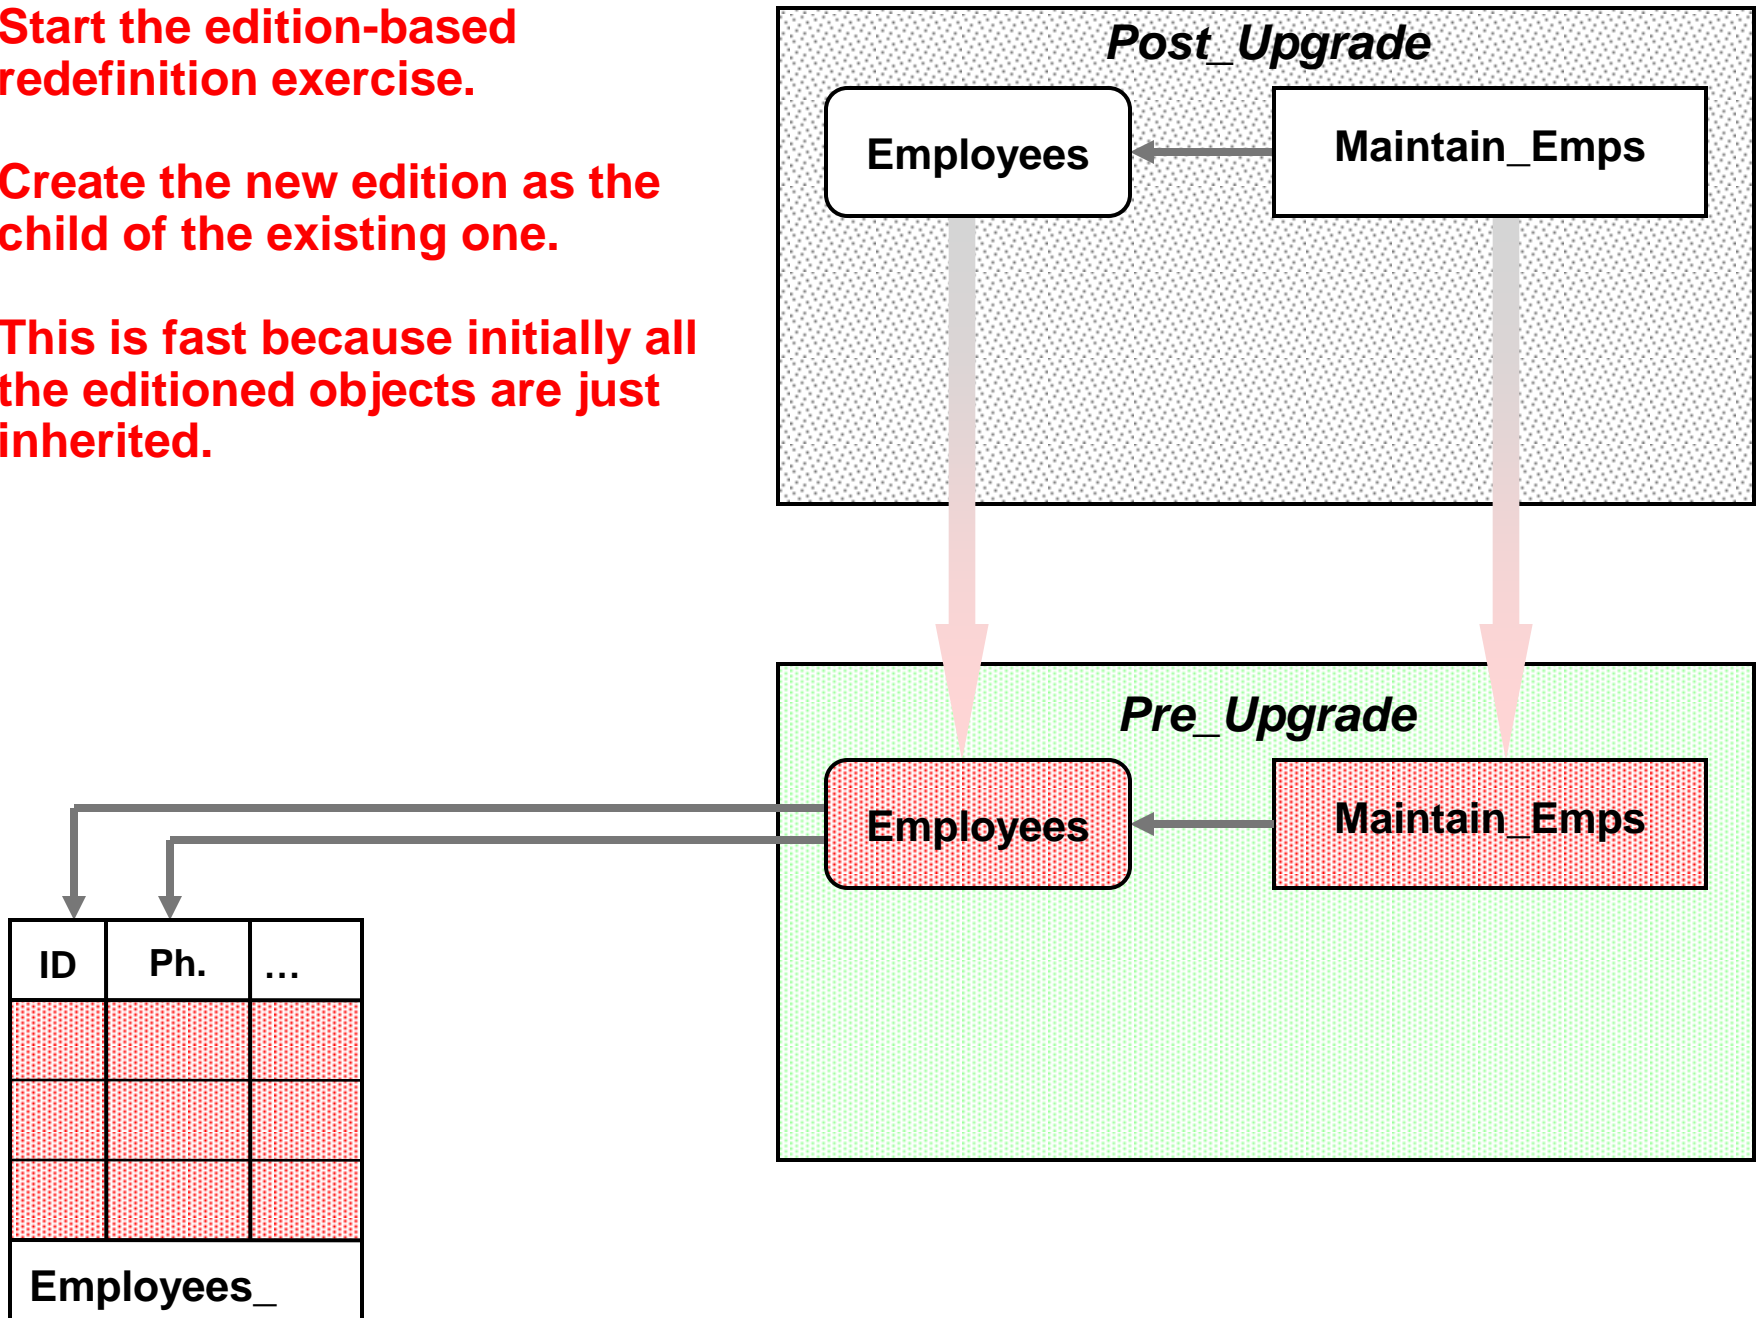 Start the edition-based
redefinition exercise.
Create the new edition as the
child of the existing one.
This is fast because initially all
the editioned objects are just
inherited.
Post_Upgrade
Employees
Maintain_Emps
Pre_Upgrade
Employees
Maintain_Emps
ID
Ph.
…
Employees_